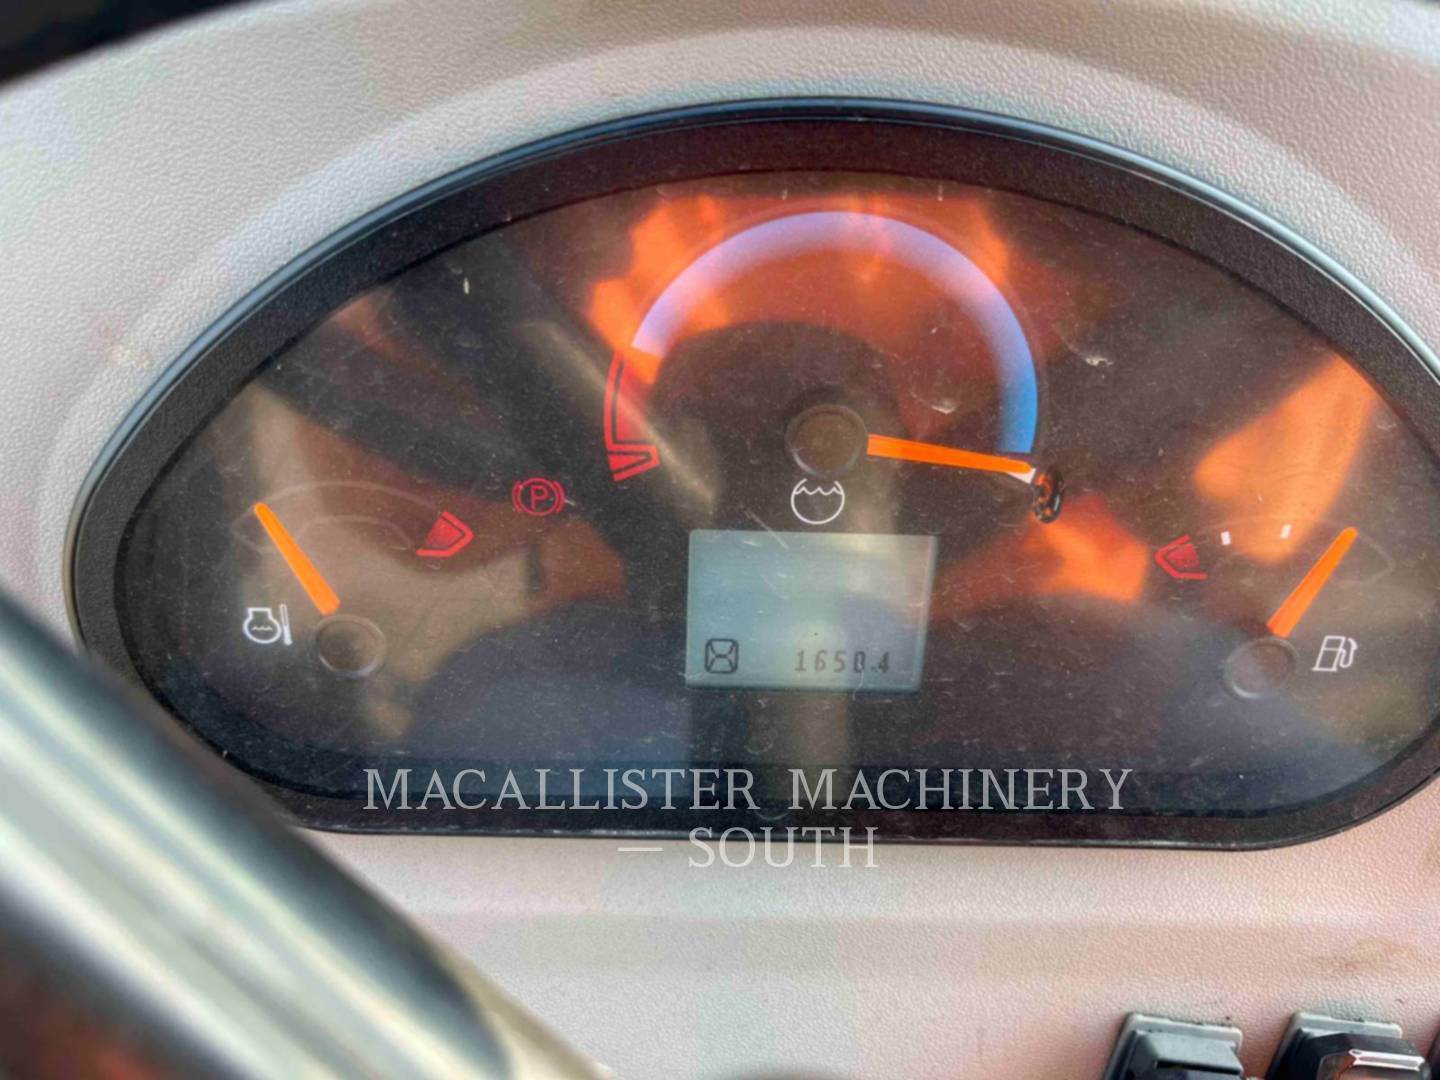 P
1650.4
MACALLISTER MACHINERY
— SOUTH